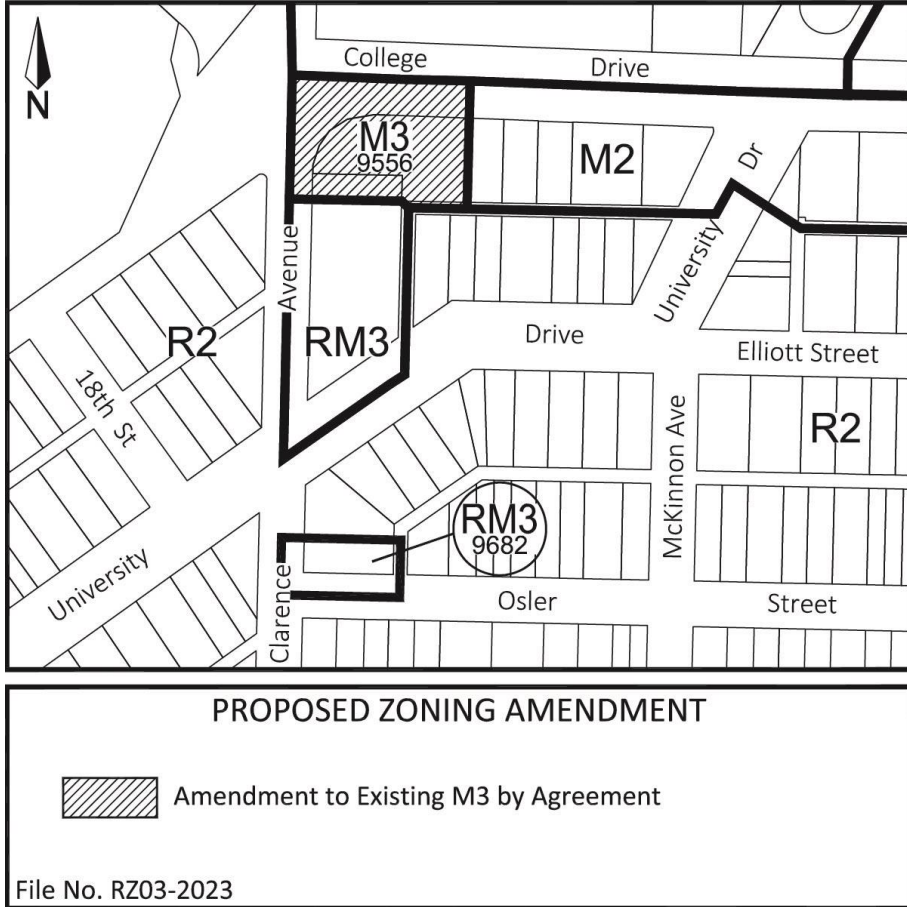 College Drive
N
M3
9556
M2
Dr
University
Avenue
R2
RM3
Drive
Elliott Street
18th St
McKinnon Ave
R2
RM3
9682
University
Clarence
Osler Street
PROPOSED ZONING AMENDMENT
Amendment to Existing M3 by Agreement
File No. RZ03-2023